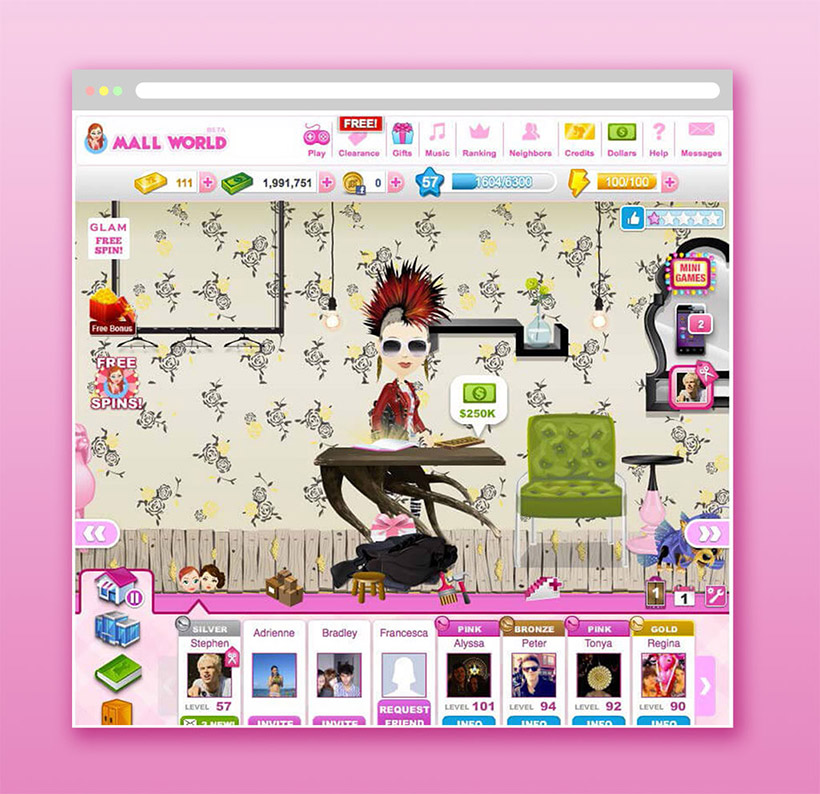 BETA
MALL WORLD
FREE!
Play
Clearance
Gifts
Music
Ranking
Neighbors
Credits
Dollars
Help
Messages
111
1,991,751
0
57
1604/6300
100/100
GLAM
FREE
SPIN!
MINI
GAMES
Free Bonus
2
FREE
SPINS!
$250K
1
1
SILVER
Stephen
LEVEL 57
2 NEW!
Adrienne
INVITE
Bradley
INVITE
Francesca
REQUEST
FRIEND
PINK
Alyssa
LEVEL 101
INFO
BRONZE
Peter
LEVEL 94
INFO
PINK
Tonya
LEVEL 92
INFO
GOLD
Regina
LEVEL 90
INFO